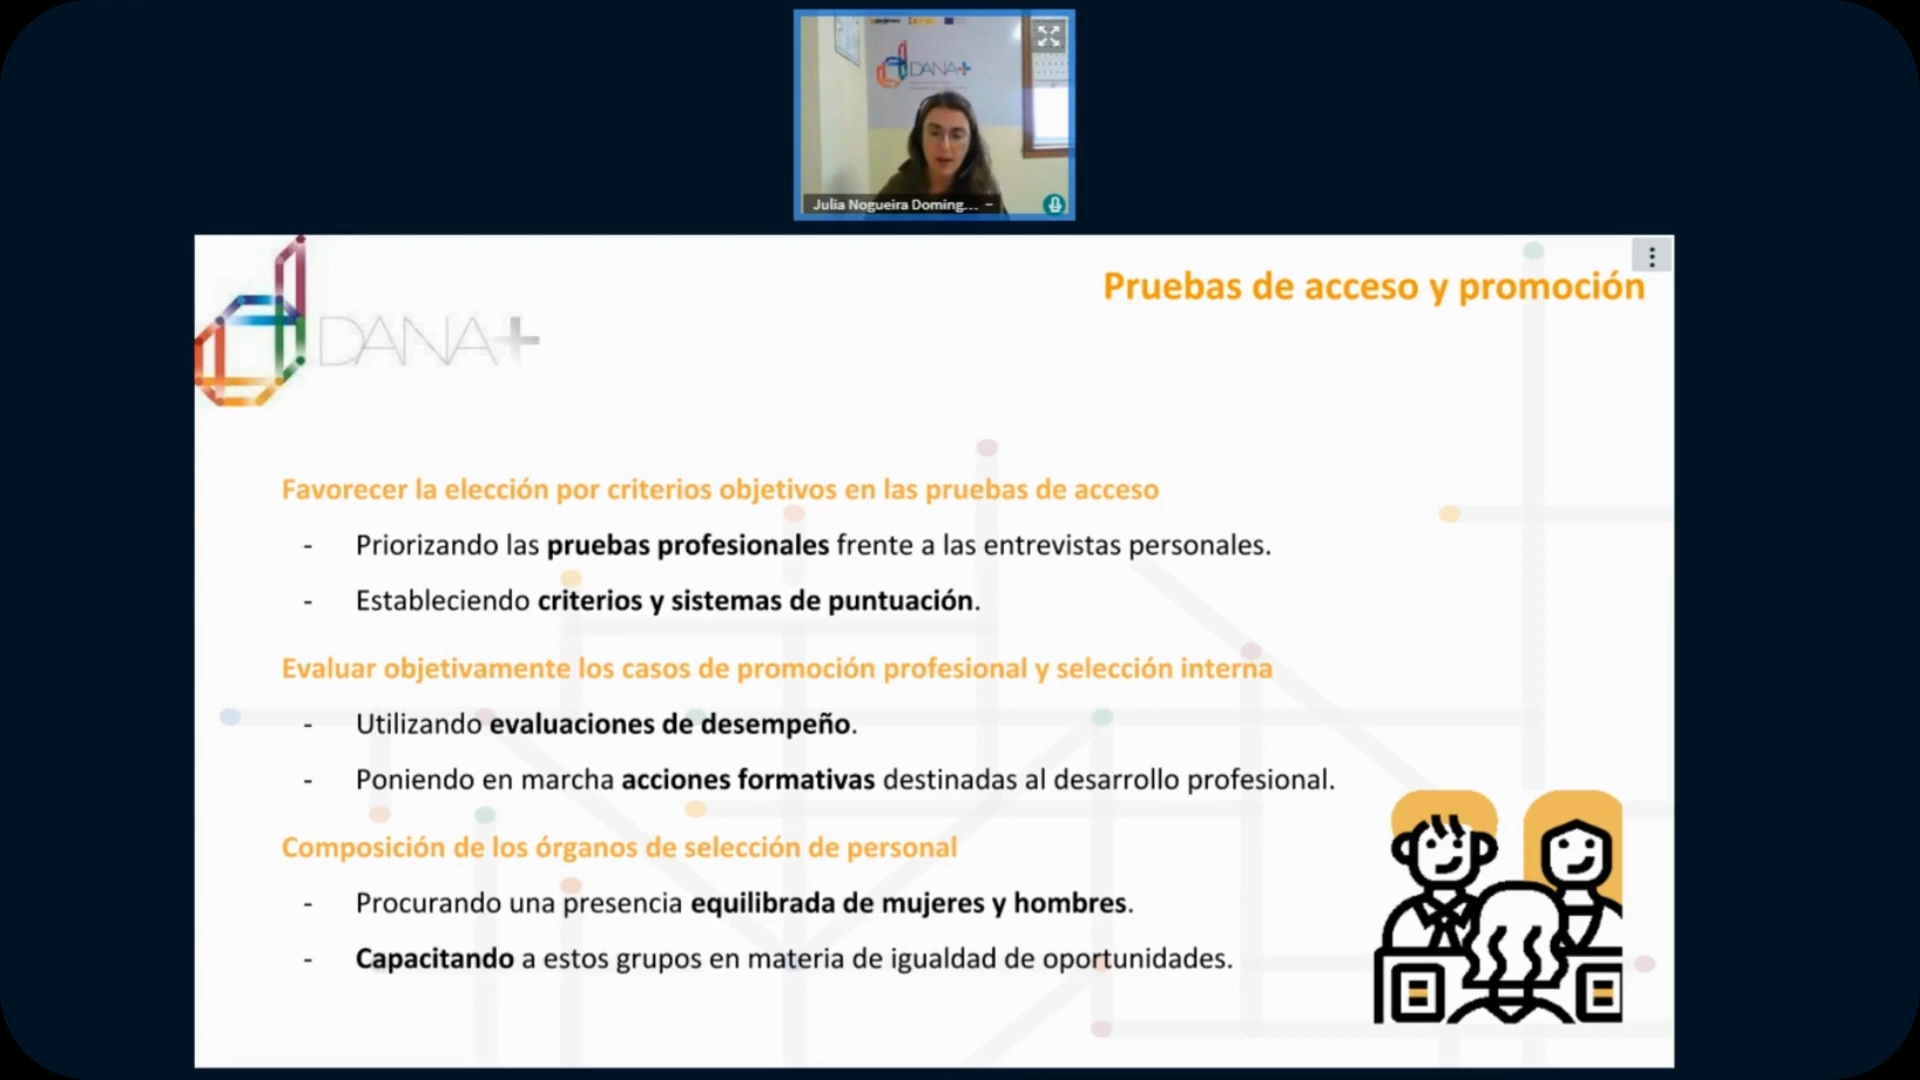 DANA+
Julia Nogueira Doming...
Pruebas de acceso y promoción
DANA+
Favorecer la elección por criterios objetivos en las pruebas de acceso
- Priorizando las pruebas profesionales frente a las entrevistas personales.
- Estableciendo criterios y sistemas de puntuación.
Evaluar objetivamente los casos de promoción profesional y selección interna
- Utilizando evaluaciones de desempeño.
- Poniendo en marcha acciones formativas destinadas al desarrollo profesional.
Composición de los órganos de selección de personal
- Procurando una presencia equilibrada de mujeres y hombres.
- Capacitando a estos grupos en materia de igualdad de oportunidades.